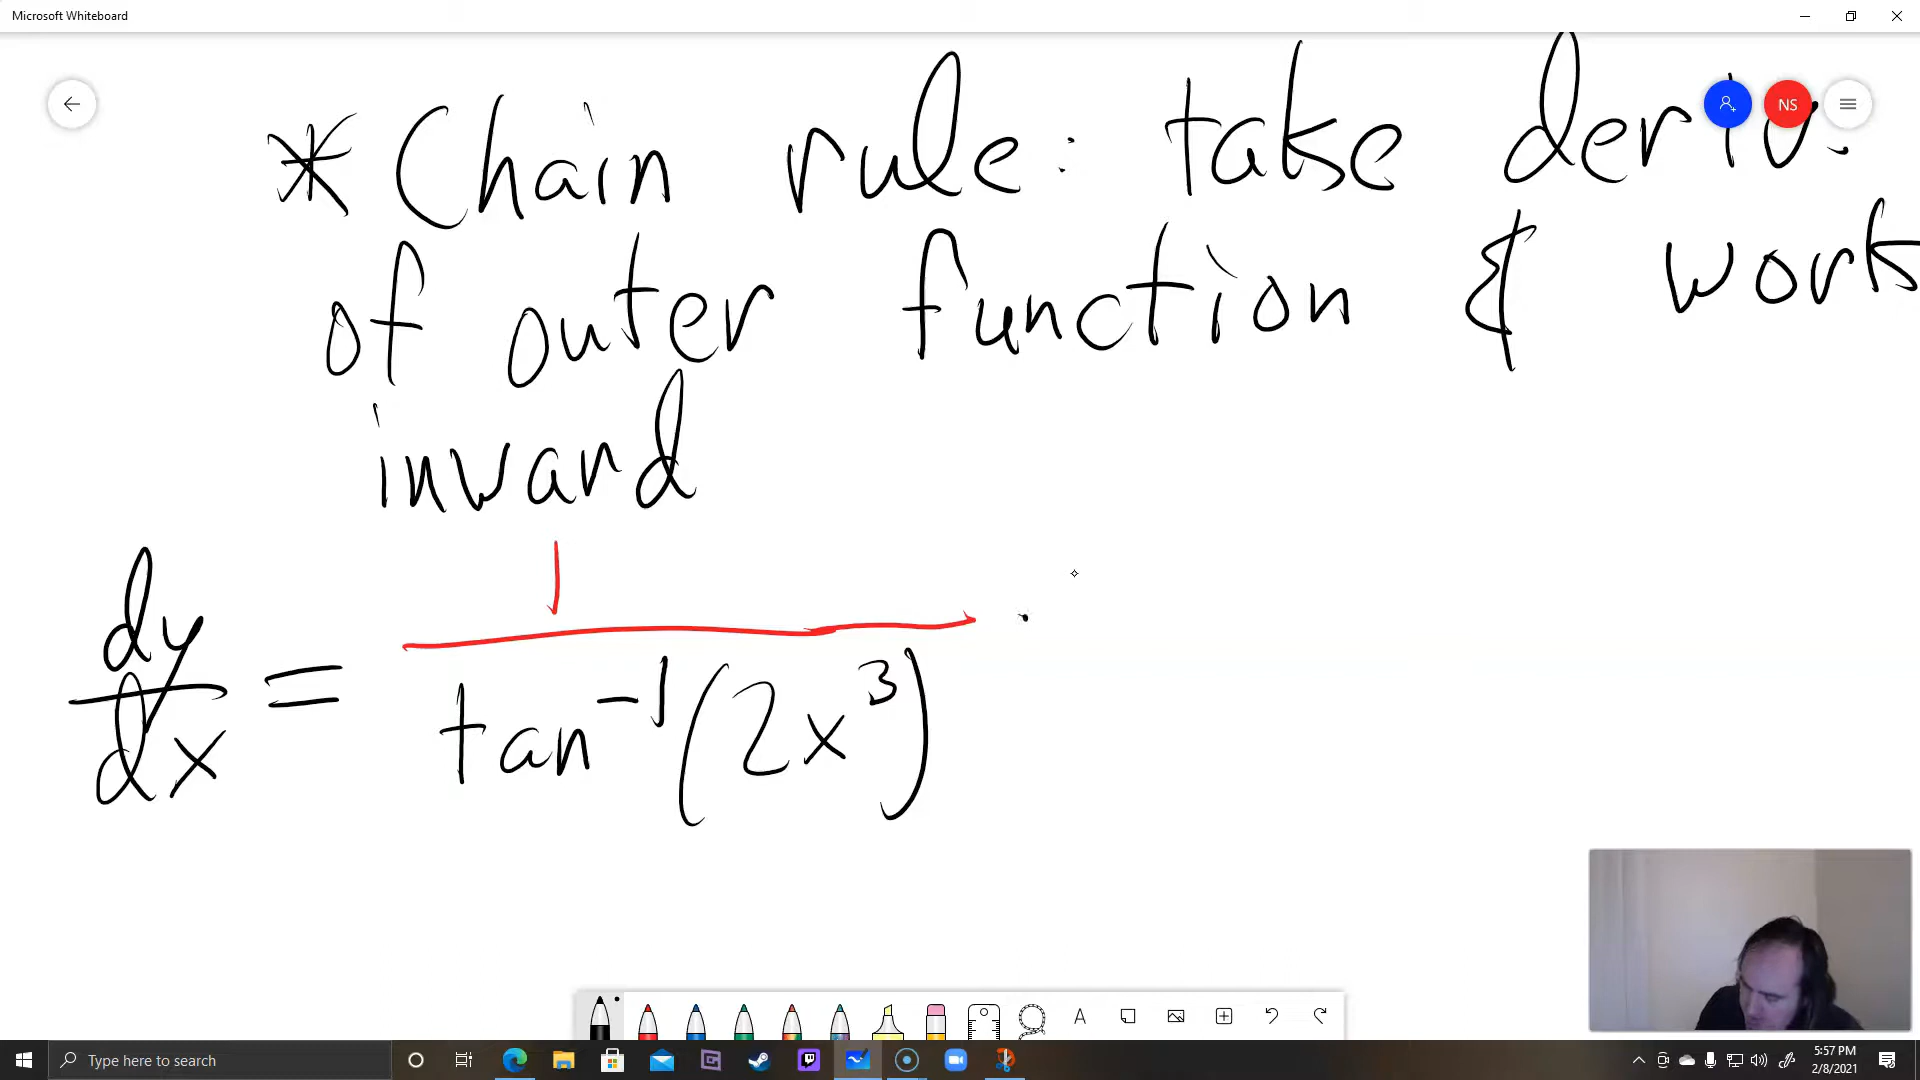 Microsoft Whiteboard
NS
* Chain rule: take deriv.
of outer function & work
inward
dy/dx = 1/tan⁻¹(2x³) ·
A
Type here to search
5:57 PM
2/8/2021